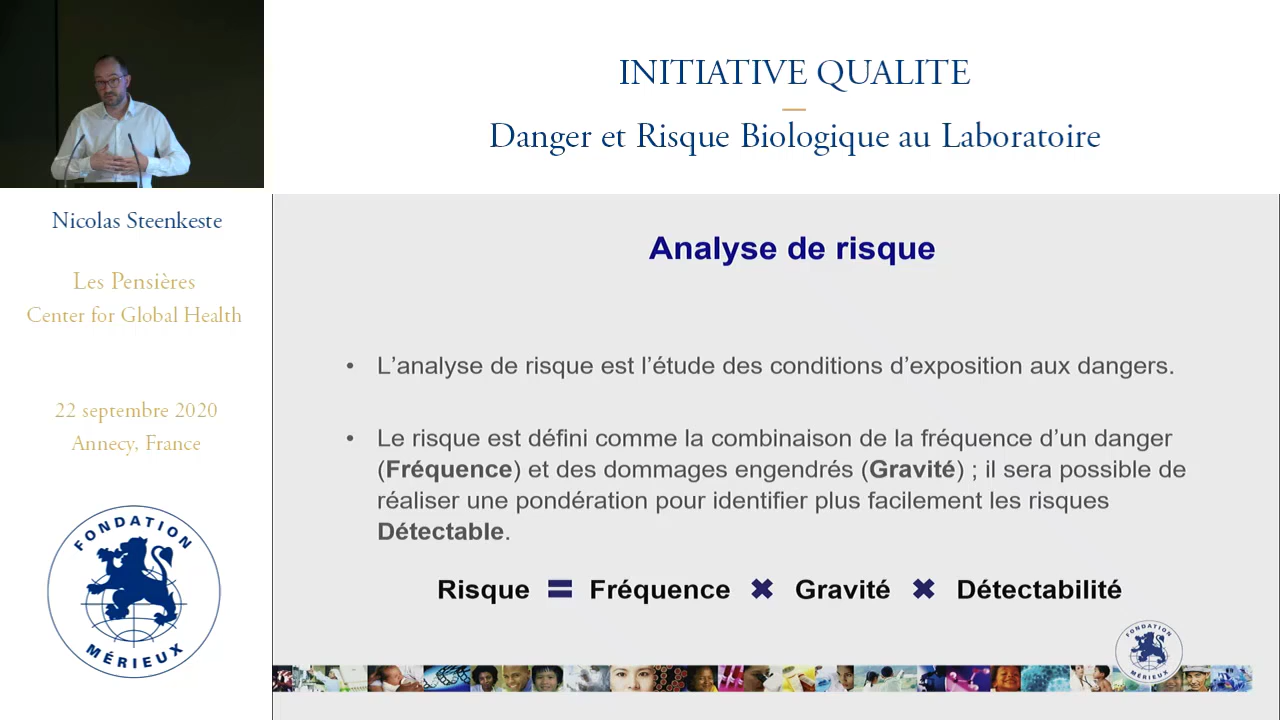 INITIATIVE QUALITE
Danger et Risque Biologique au Laboratoire
Nicolas Steenkeste
Les Pensières
Center for Global Health
22 septembre 2020
Annecy, France
FONDATION
MÉRIEUX
Analyse de risque
• L’analyse de risque est l’étude des conditions d’exposition aux dangers.
• Le risque est défini comme la combinaison de la fréquence d’un danger
(Fréquence) et des dommages engendrés (Gravité) ; il sera possible de
réaliser une pondération pour identifier plus facilement les risques
Détectable.
Risque = Fréquence × Gravité × Détectabilité
FONDATION
MÉRIEUX